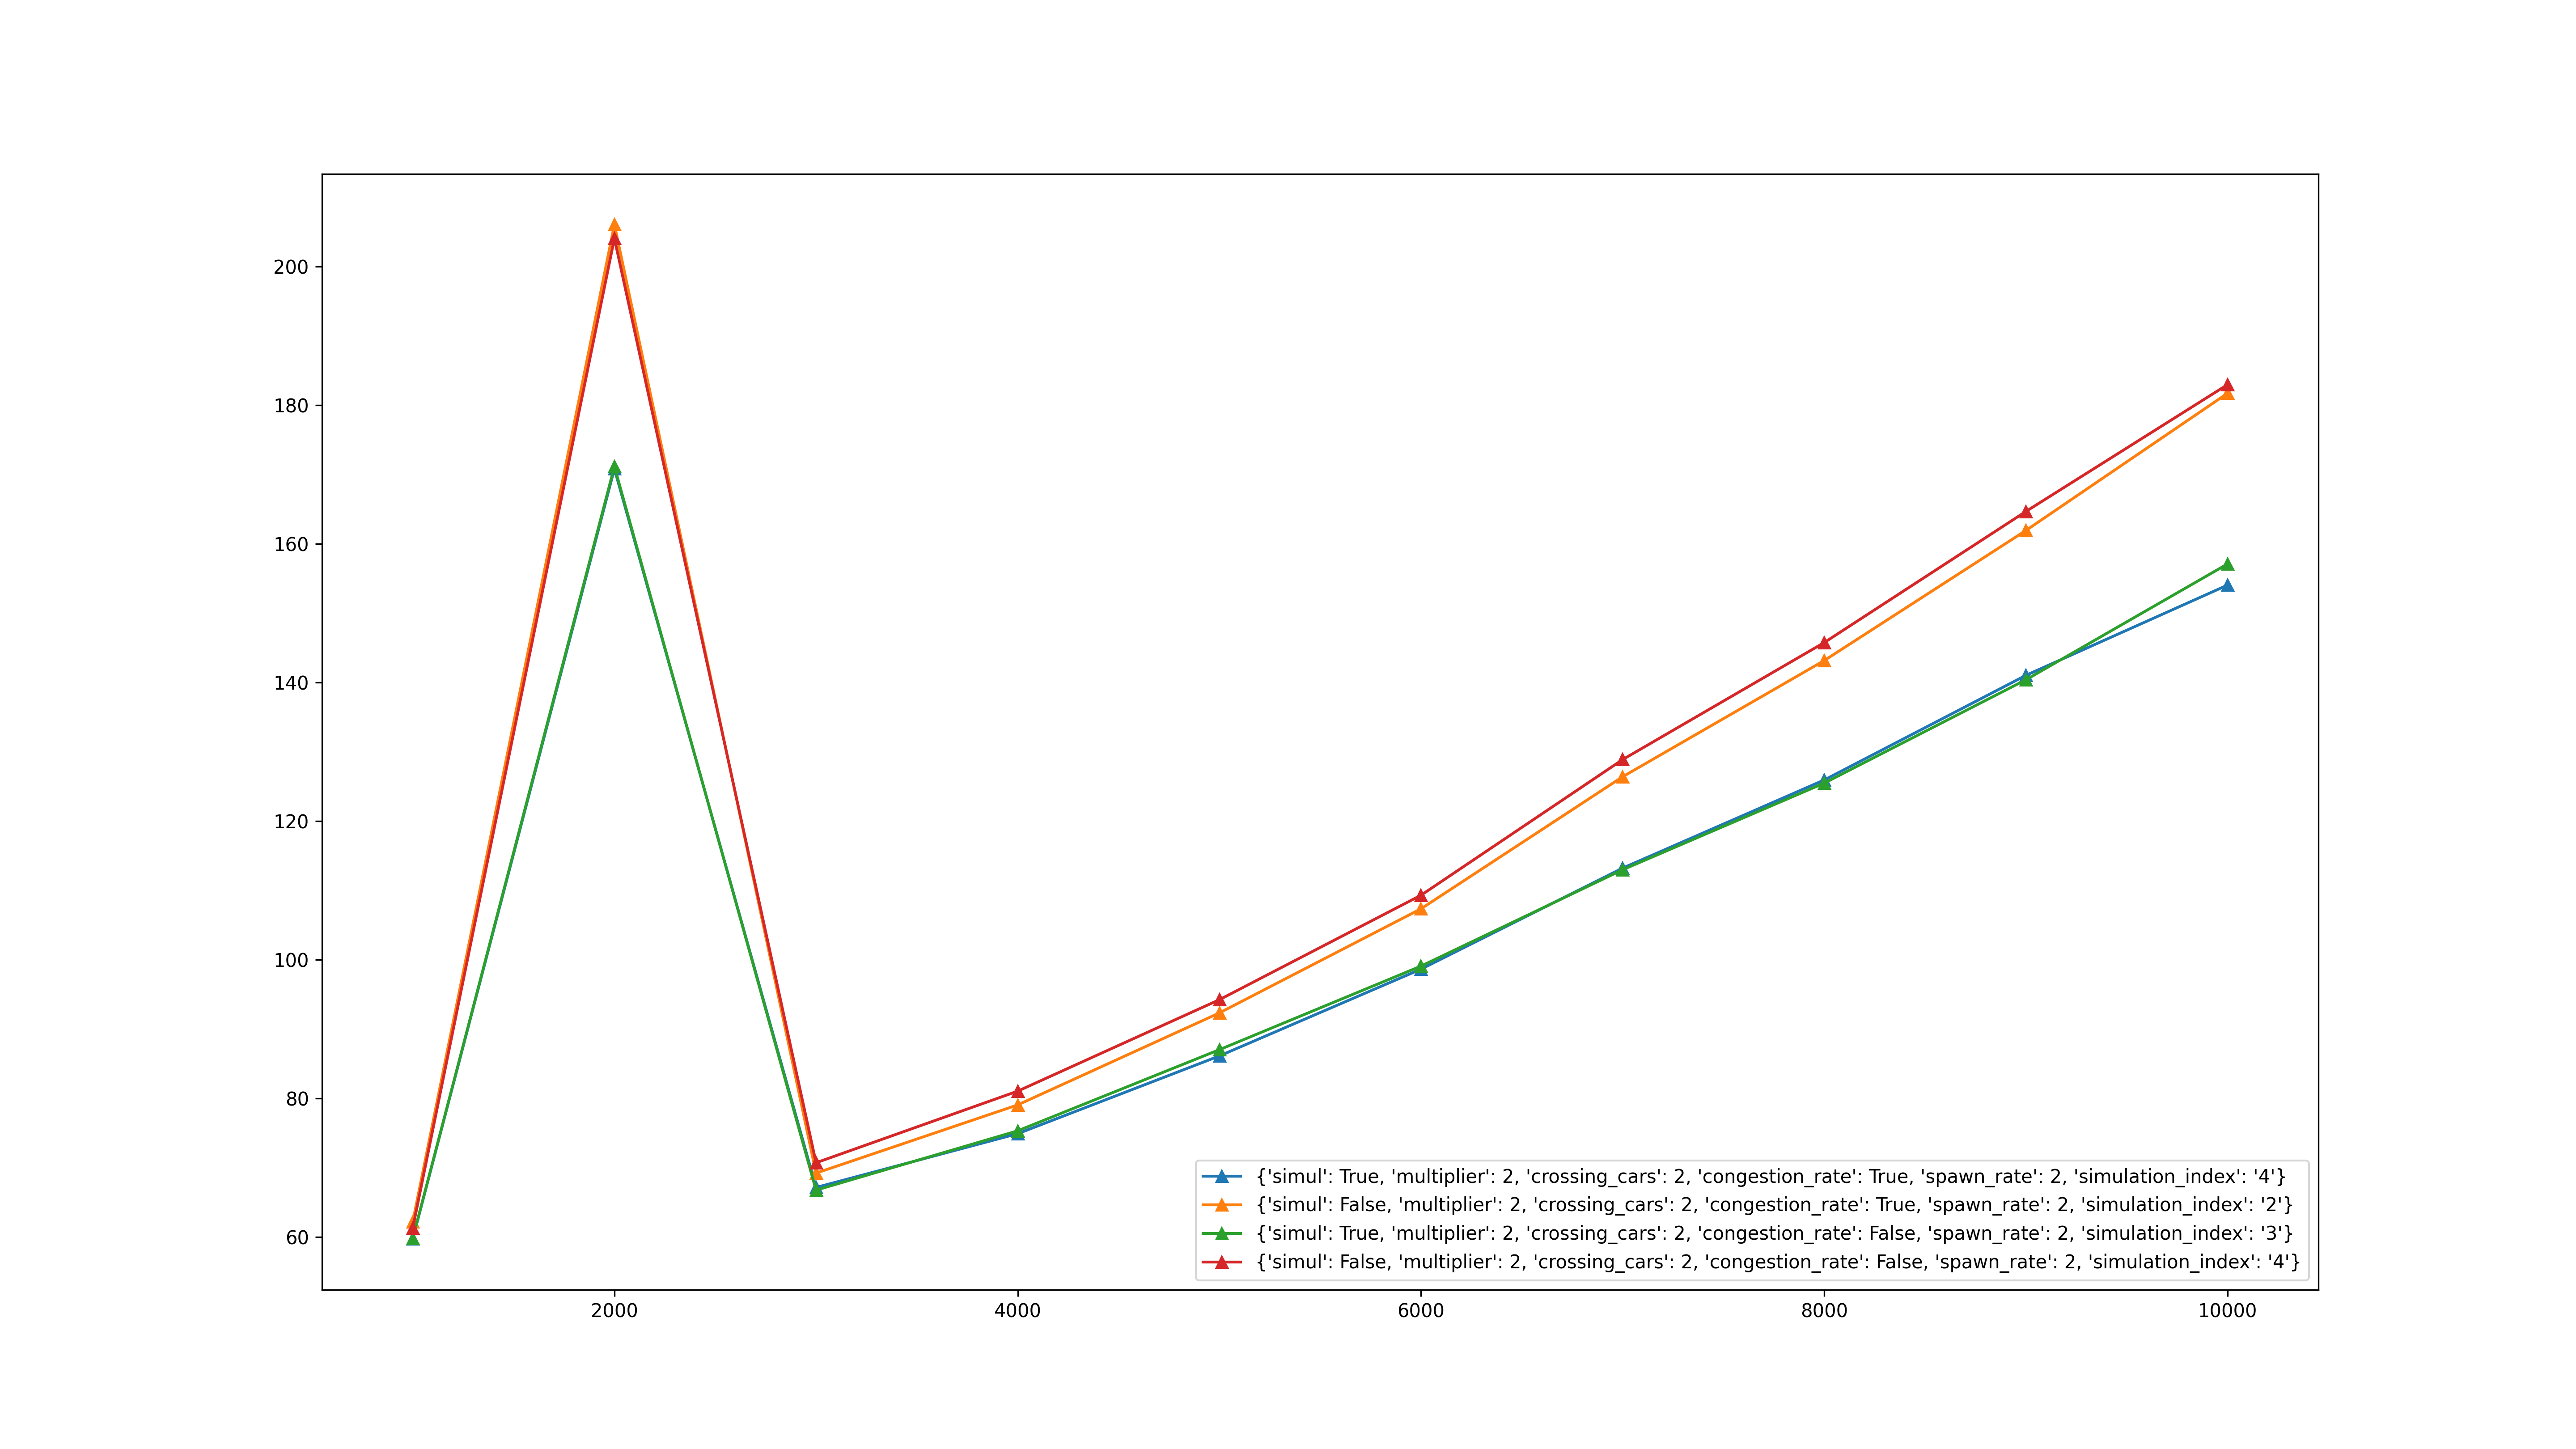 200
180
160
140
120
100
80
60
{'simul': True, 'multiplier': 2, 'crossing_cars': 2, 'congestion_rate': True, 'spawn_rate': 2, 'simulation_index': '4'}
{'simul': False, 'multiplier': 2, 'crossing_cars': 2, 'congestion_rate': True, 'spawn_rate': 2, 'simulation_index': '2'}
{'simul': True, 'multiplier': 2, 'crossing_cars': 2, 'congestion_rate': False, 'spawn_rate': 2, 'simulation_index': '3'}
{'simul': False, 'multiplier': 2, 'crossing_cars': 2, 'congestion_rate': False, 'spawn_rate': 2, 'simulation_index': '4'}
2000 4000 6000 8000 10000